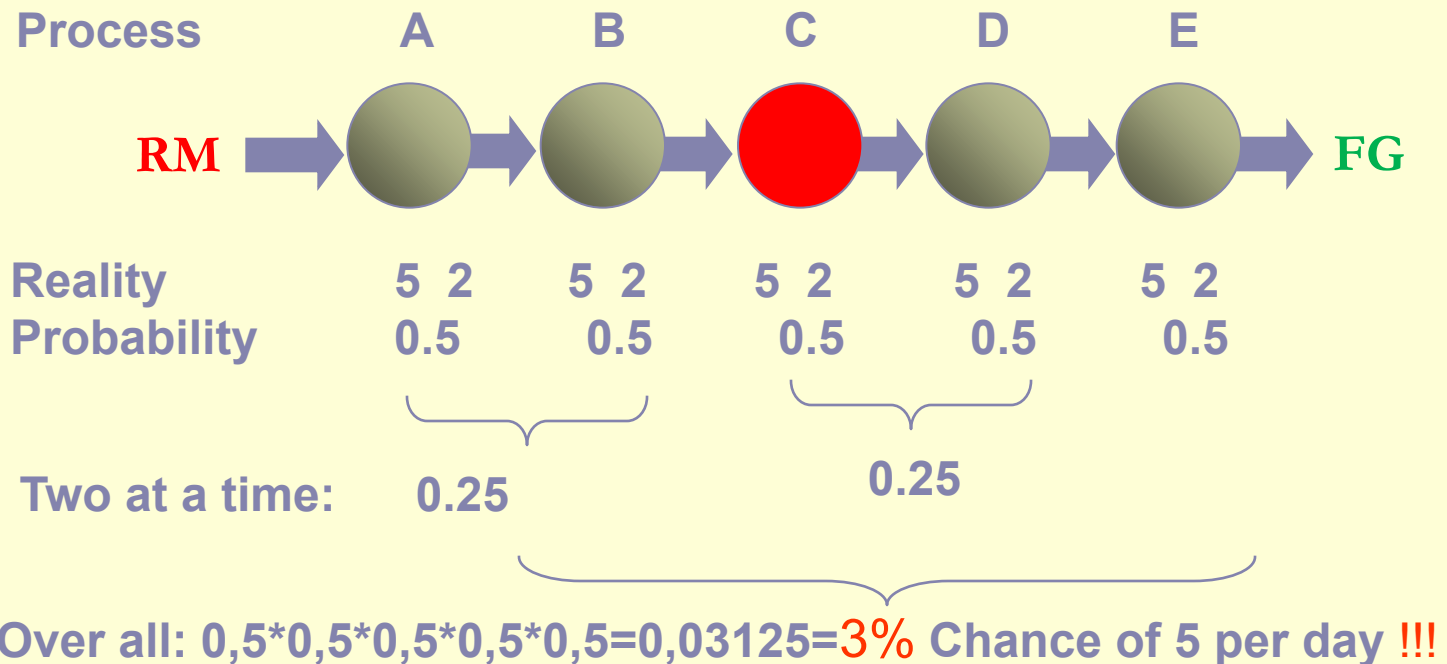 Process A B C D E
RM FG
Reality 5 2 5 2 5 2 5 2 5 2
Probability 0.5 0.5 0.5 0.5 0.5
Two at a time: 0.25 0.25
Over all: 0,5*0,5*0,5*0,5*0,5=0,03125=3% Chance of 5 per day !!!